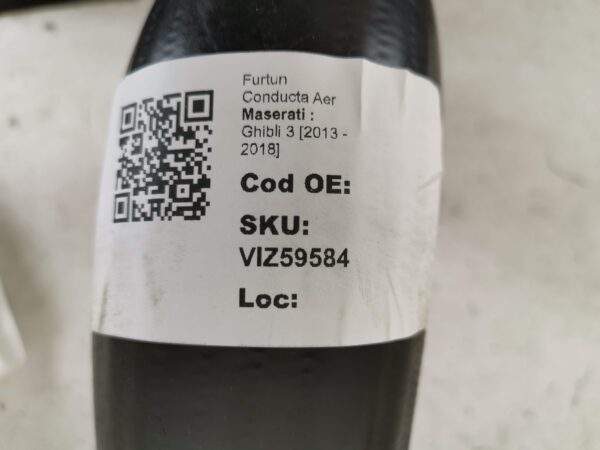 Furtun
Conducta Aer
Maserati :
Ghibli 3 [2013 -
2018]
Cod OE:
SKU:
VIZ59584
Loc: